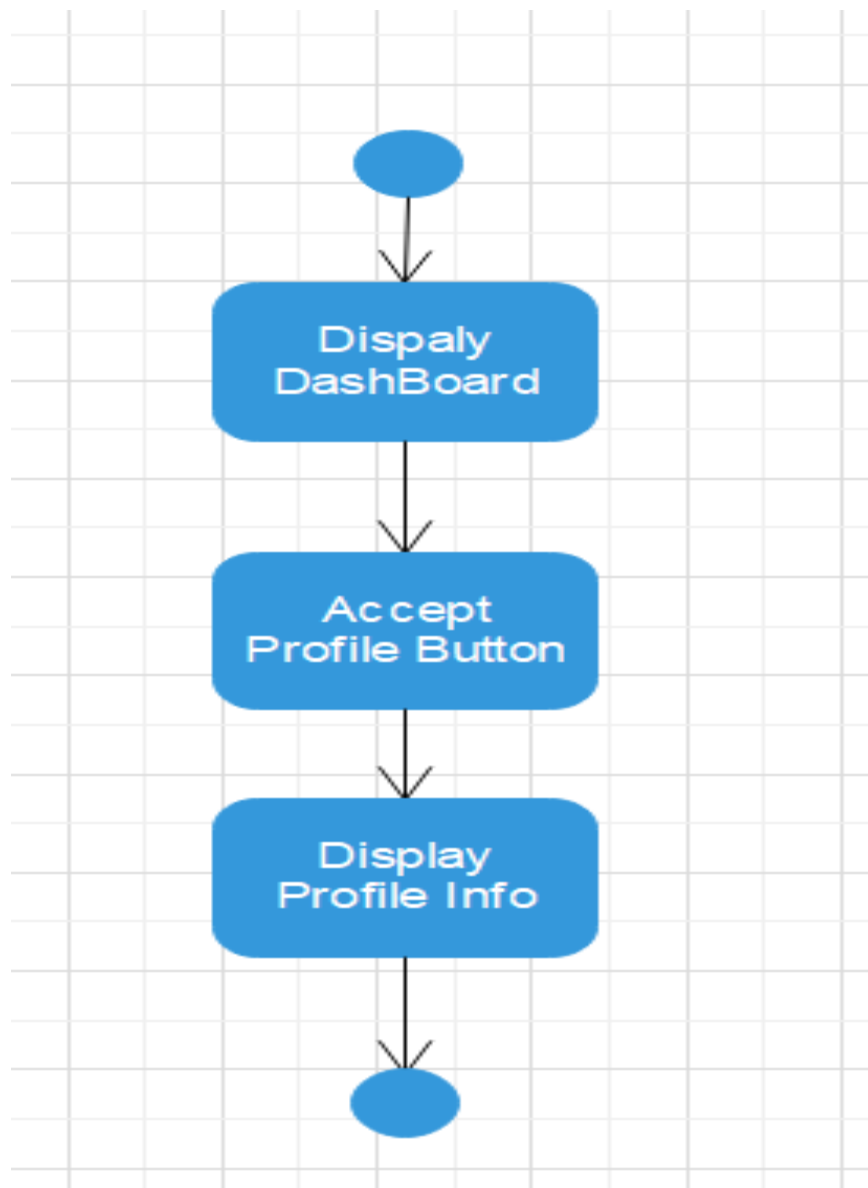 Dispaly
DashBoard
Accept
Profile Button
Display
Profile Info